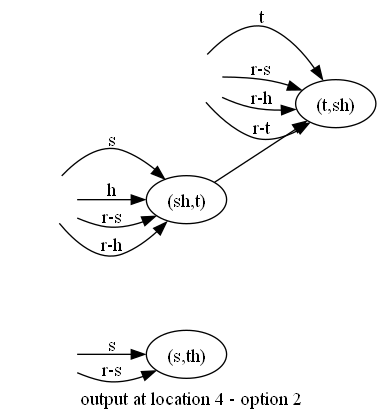 t
r-s
r-h
(t,sh)
r-t
s
h
(sh,t)
r-s
r-h
s
(s,th)
r-s
output at location 4 - option 2